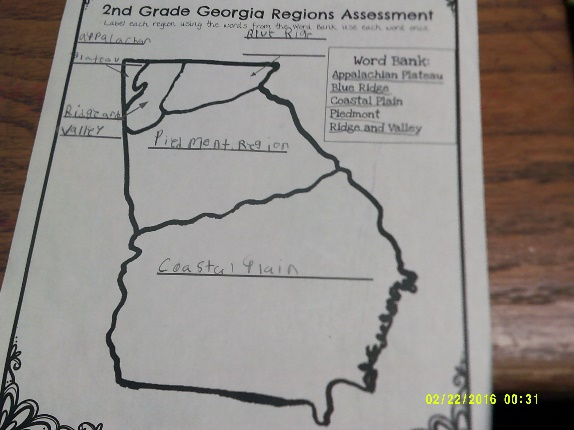 2nd Grade Georgia Regions Assessment
Label each region using the words from the Word Bank. Use each word once.
appalachan
Plateau
Blue Ridge
Word Bank:
Appalachian Plateau
Blue Ridge
Coastal Plain
Piedmont
Ridge and Valley
Ridge and
Valley
Piedment Region
Coastal Plain
02/22/2016 00:31